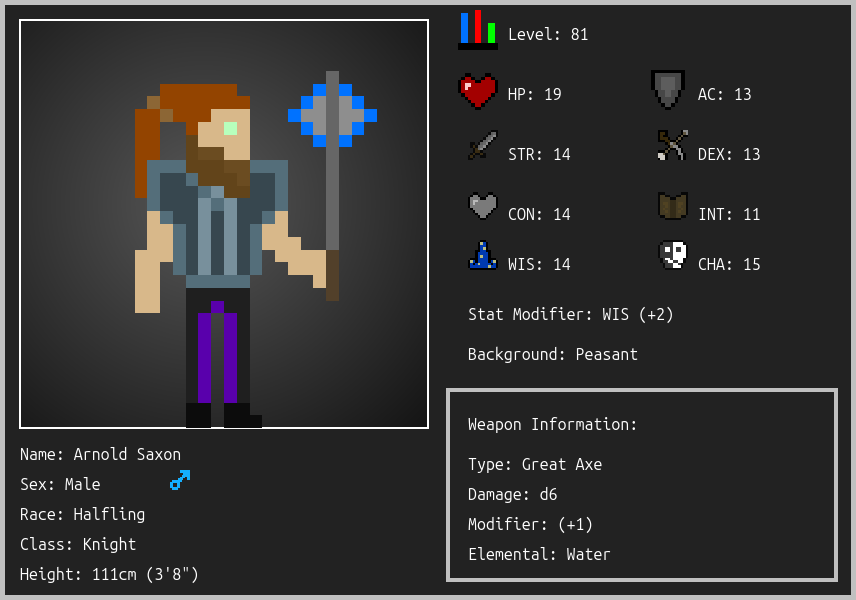 Level: 81
HP: 19
AC: 13
STR: 14
DEX: 13
CON: 14
INT: 11
WIS: 14
CHA: 15
Stat Modifier: WIS (+2)
Background: Peasant
Weapon Information:
Type: Great Axe
Damage: d6
Modifier: (+1)
Elemental: Water
Name: Arnold Saxon
Sex: Male
Race: Halfling
Class: Knight
Height: 111cm (3'8")